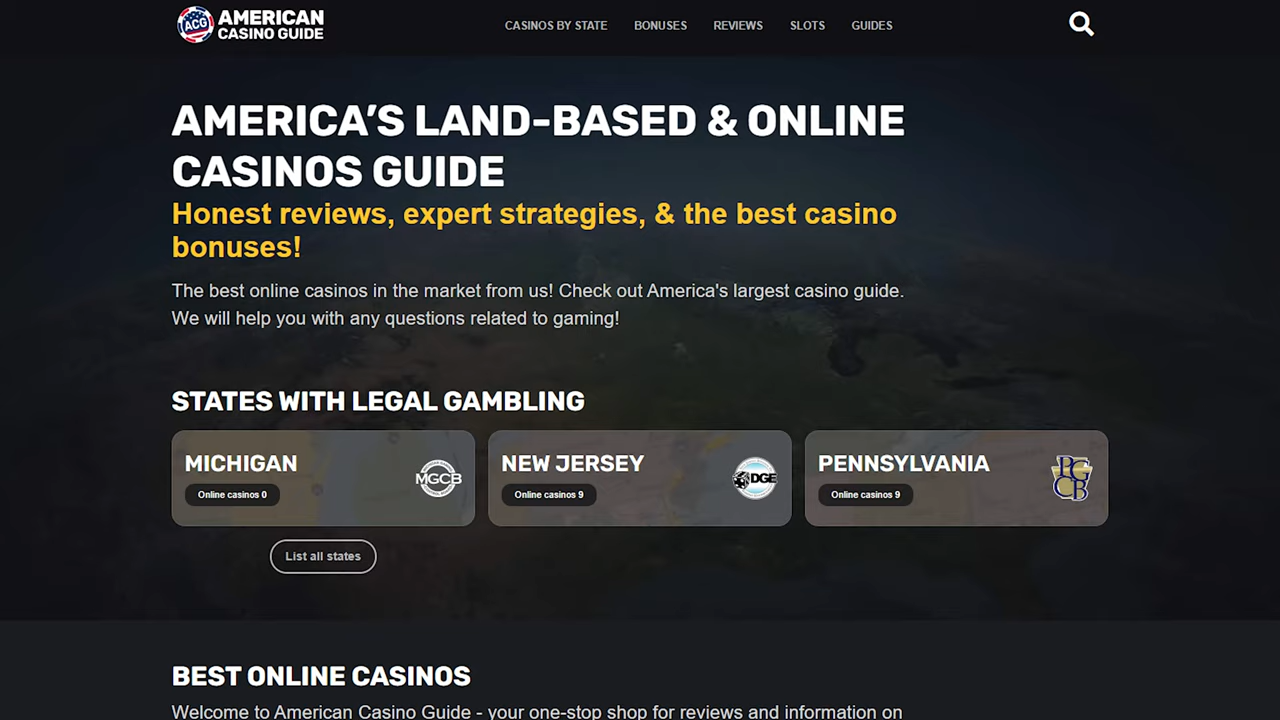 ACG
AMERICAN
CASINO GUIDE
CASINOS BY STATE
BONUSES
REVIEWS
SLOTS
GUIDES
AMERICA’S LAND-BASED & ONLINE
CASINOS GUIDE
Honest reviews, expert strategies, & the best casino
bonuses!
The best online casinos in the market from us! Check out America's largest casino guide.
We will help you with any questions related to gaming!
STATES WITH LEGAL GAMBLING
MICHIGAN
Online casinos 0
MGCB
NEW JERSEY
Online casinos 9
DGE
PENNSYLVANIA
Online casinos 9
PGCB
List all states
BEST ONLINE CASINOS
Welcome to American Casino Guide - your one-stop shop for reviews and information on